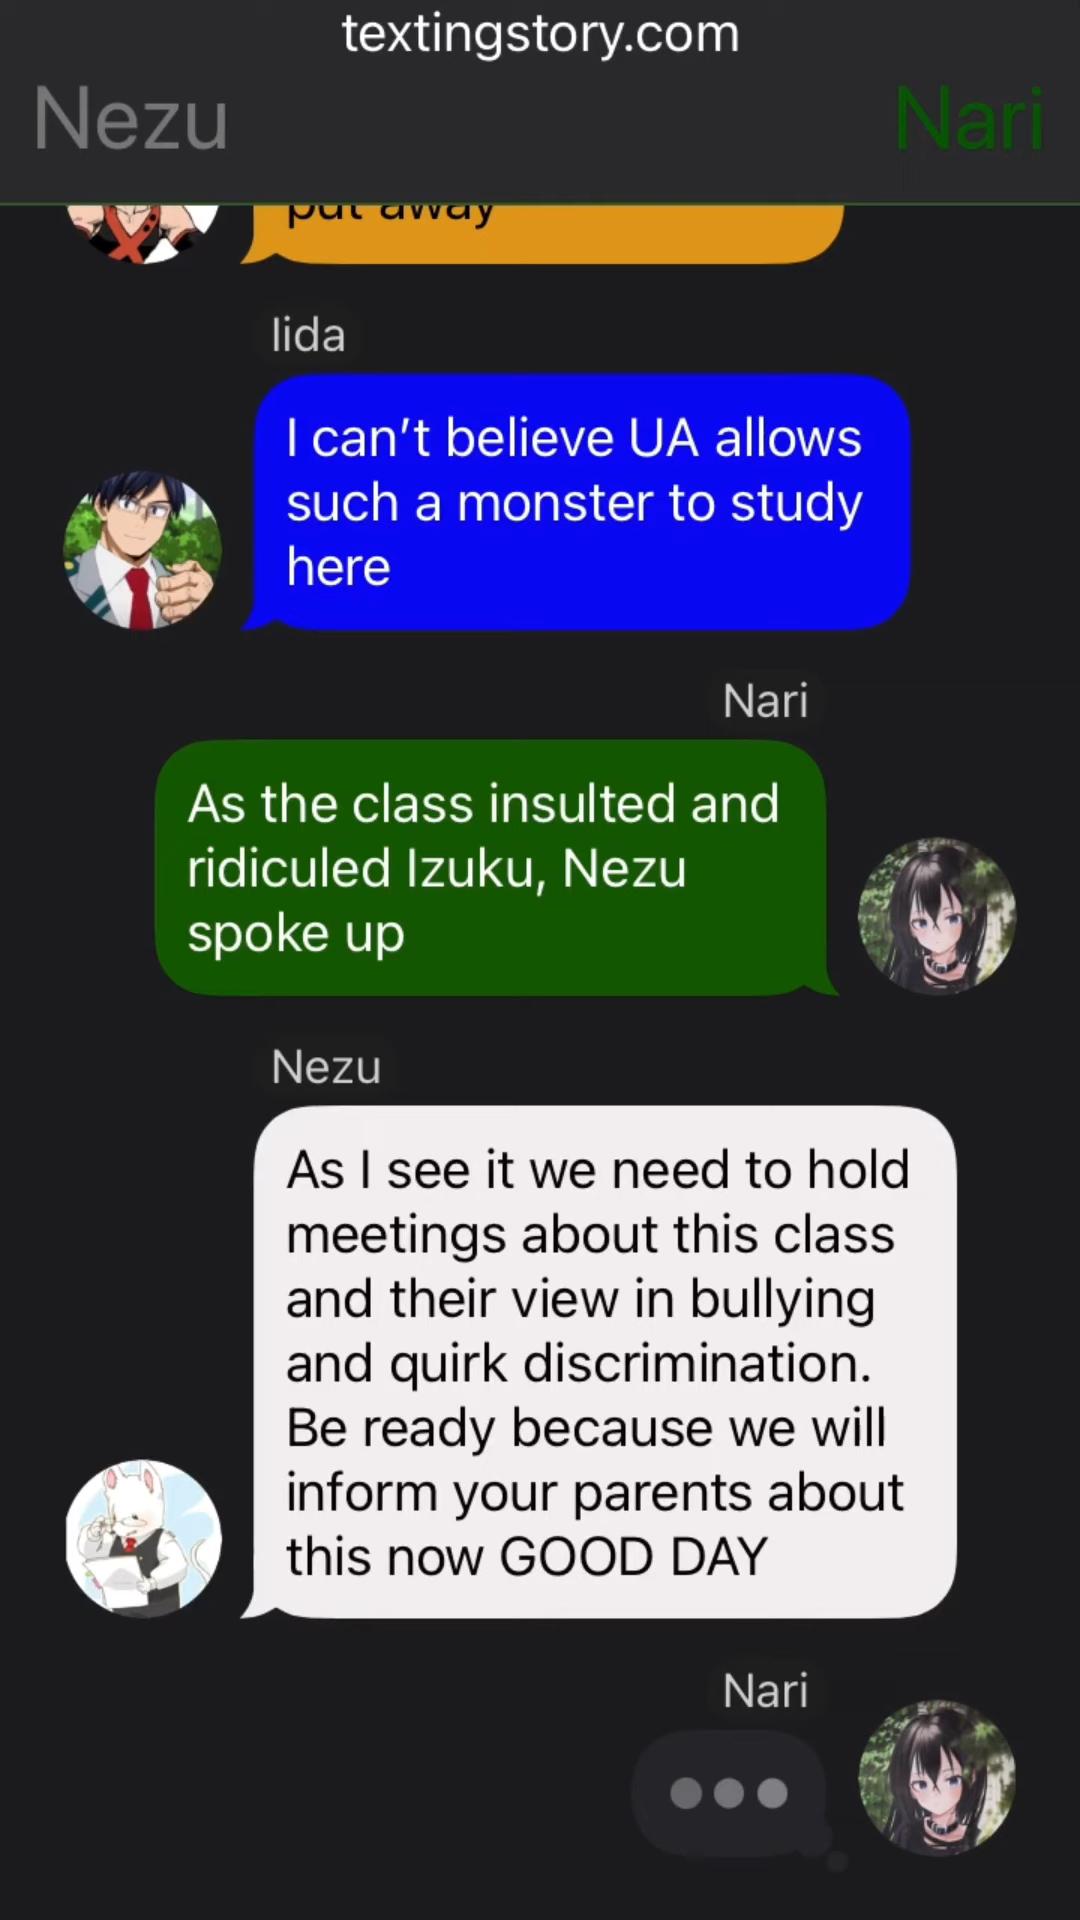 textingstory.com
Nezu
Nari
put away
Iida
I can't believe UA allows
such a monster to study
here
Nari
As the class insulted and
ridiculed Izuku, Nezu
spoke up
Nezu
As I see it we need to hold
meetings about this class
and their view in bullying
and quirk discrimination.
Be ready because we will
inform your parents about
this now GOOD DAY
Nari